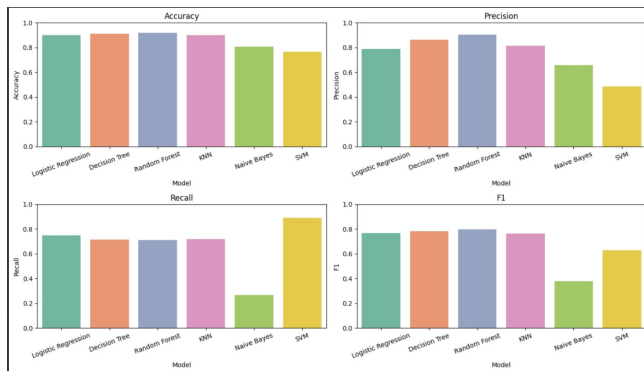 Accuracy
1.0
0.8
0.6
0.4
0.2
0.0
Accuracy
Logistic Regression
Decision Tree
Random Forest
KNN
Naive Bayes
SVM
Model
Precision
1.0
0.8
0.6
0.4
0.2
0.0
Precision
Logistic Regression
Decision Tree
Random Forest
KNN
Naive Bayes
SVM
Model
Recall
1.0
0.8
0.6
0.4
0.2
0.0
Recall
Logistic Regression
Decision Tree
Random Forest
KNN
Naive Bayes
SVM
Model
F1
1.0
0.8
0.6
0.4
0.2
0.0
F1
Logistic Regression
Decision Tree
Random Forest
KNN
Naive Bayes
SVM
Model